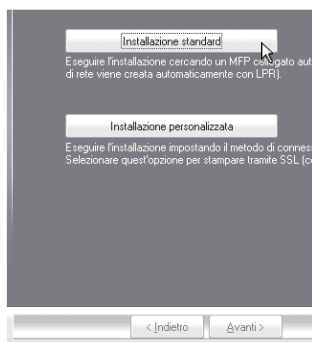 Installazione standard
Eseguire l'installazione cercando un MFP collegato aut
di rete viene creata automaticamente con LPR).
Installazione personalizzata
Eseguire l'installazione impostando il metodo di conness
Selezionare quest'opzione per stampare tramite SSL (c
< Indietro
Avanti >